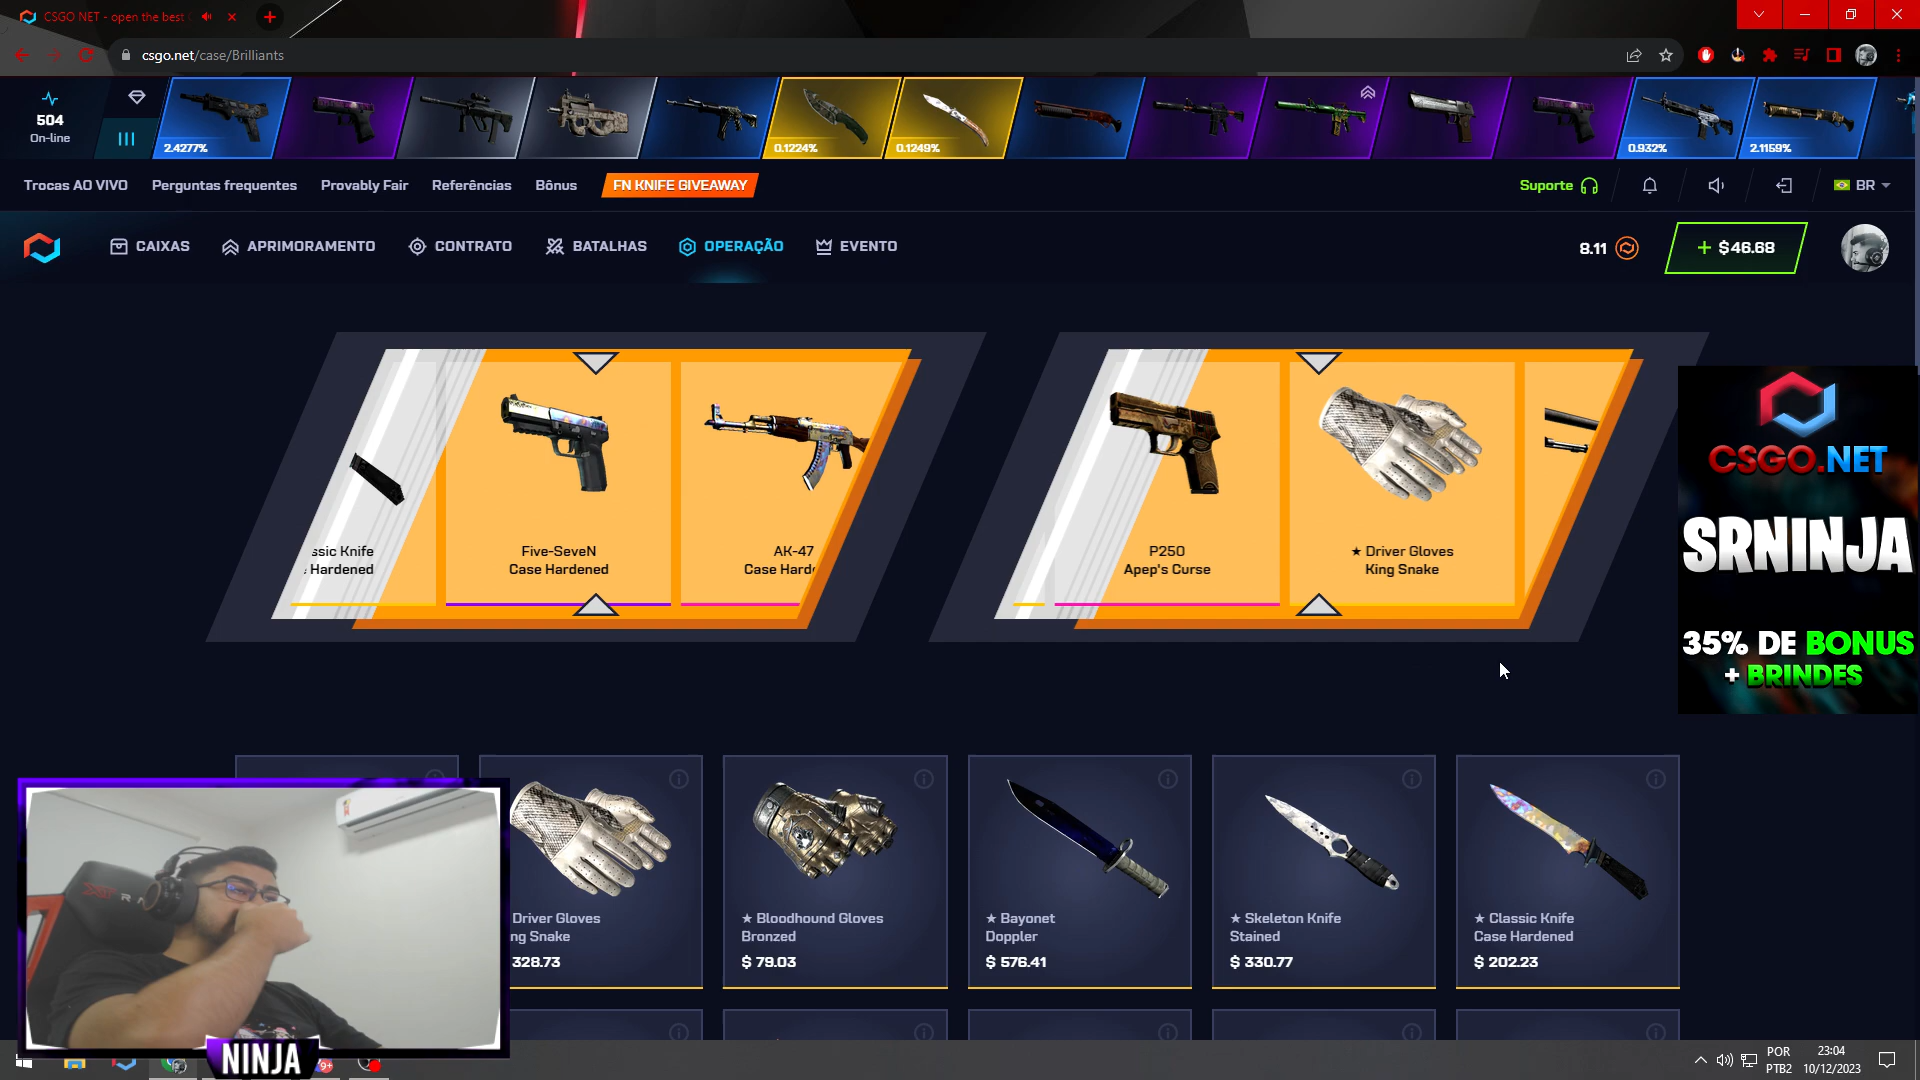 CSGO NET - open the best
csgo.net/case/Brilliants
504
On-line
2.4277%
0.1224%
0.1249%
0.932%
2.1159%
Trocas AO VIVO
Perguntas frequentes
Provably Fair
Referências
Bônus
FN KNIFE GIVEAWAY
Suporte
BR
CAIXAS
APRIMORAMENTO
CONTRATO
BATALHAS
OPERAÇÃO
EVENTO
8.11
+ $46.68
ssic Knife
Hardened
Five-SeveN
Case Hardened
AK-47
Case Hard
P250
Apep's Curse
★ Driver Gloves
King Snake
CSGO.NET
SRNINJA
35% DE BONUS
+ BRINDES
Driver Gloves
ng Snake
328.73
★ Bloodhound Gloves
Bronzed
$ 79.03
★ Bayonet
Doppler
$ 576.41
★ Skeleton Knife
Stained
$ 330.77
★ Classic Knife
Case Hardened
$ 202.23
NINJA
9+
POR
PTB2
23:04
10/12/2023